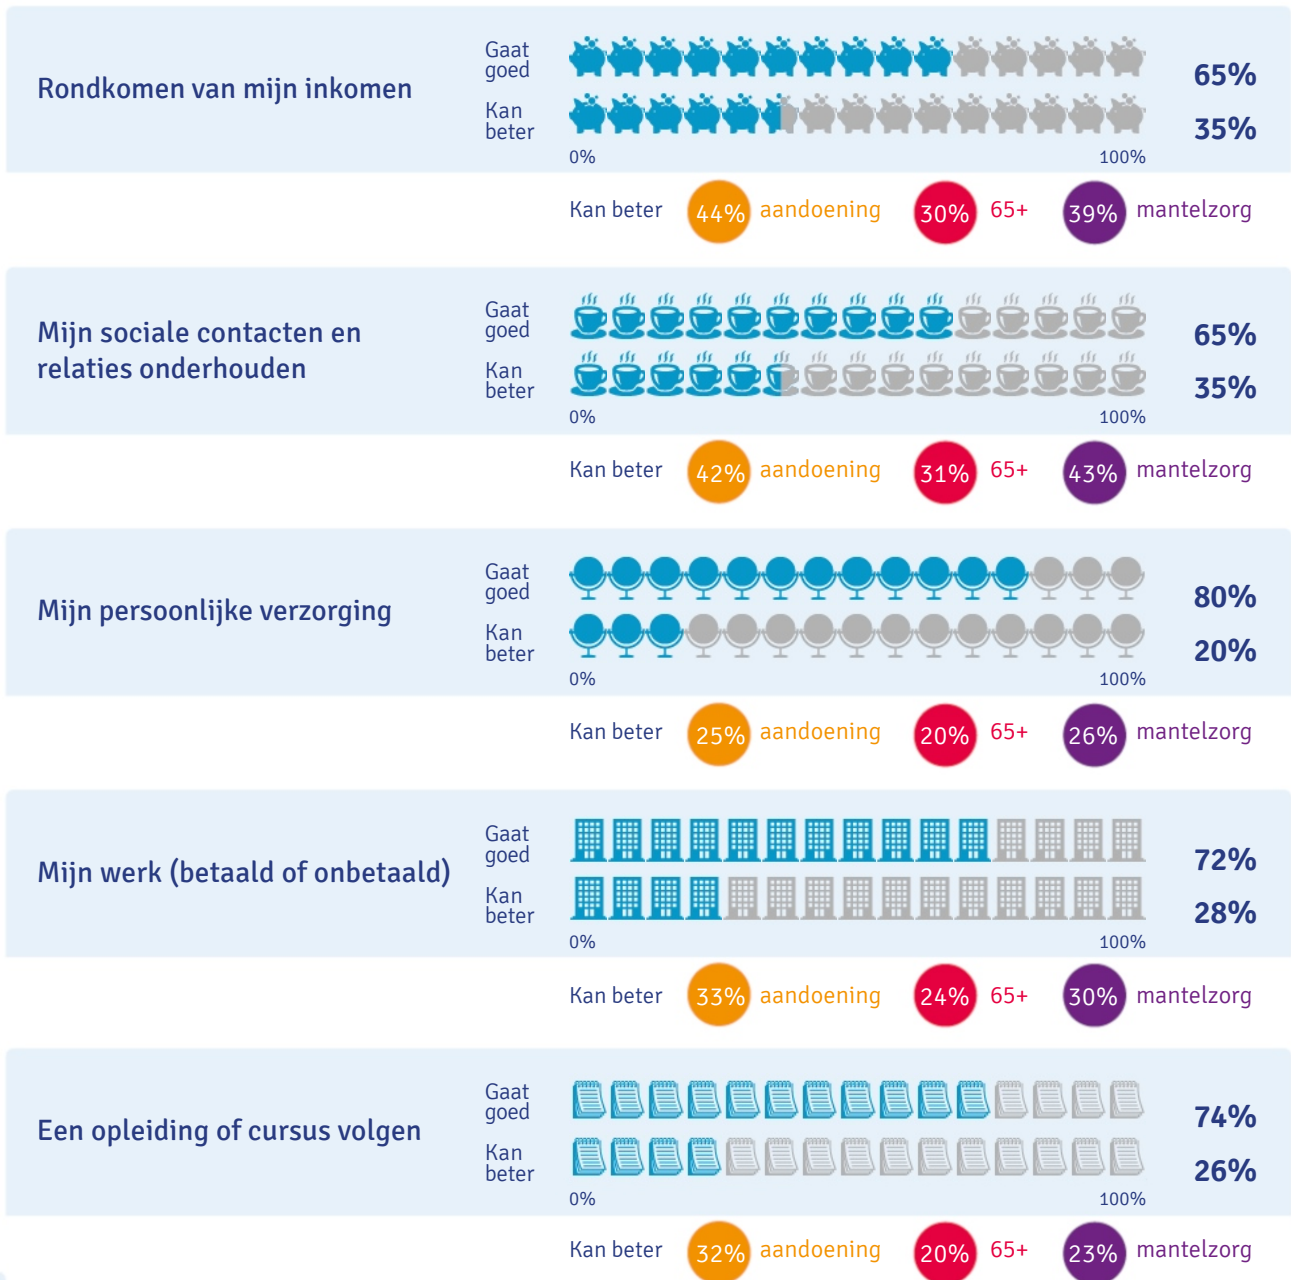 Rondkomen van mijn inkomen
Gaat
goed
65%
Kan
beter
35%
0% 100%
Kan beter 44% aandoening 30% 65+ 39% mantelzorg
Mijn sociale contacten en
relaties onderhouden
Gaat
goed
65%
Kan
beter
35%
0% 100%
Kan beter 42% aandoening 31% 65+ 43% mantelzorg
Mijn persoonlijke verzorging
Gaat
goed
80%
Kan
beter
20%
0% 100%
Kan beter 25% aandoening 20% 65+ 26% mantelzorg
Mijn werk (betaald of onbetaald)
Gaat
goed
72%
Kan
beter
28%
0% 100%
Kan beter 33% aandoening 24% 65+ 30% mantelzorg
Een opleiding of cursus volgen
Gaat
goed
74%
Kan
beter
26%
0% 100%
Kan beter 32% aandoening 20% 65+ 23% mantelzorg